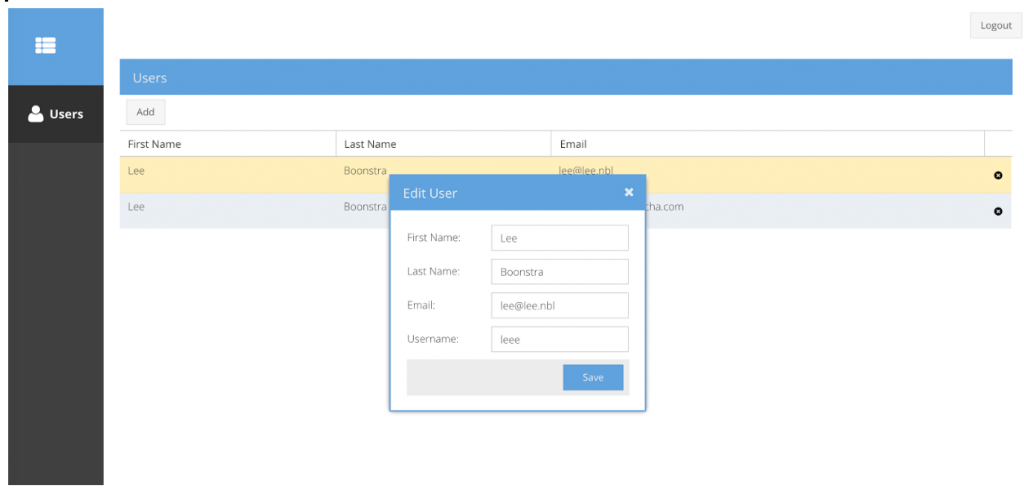 Logout
Users
Users
Add
First Name Last Name Email
Lee Boonstra lee@lee.nbl
Lee Boonstra cha.com
Edit User
First Name: Lee
Last Name: Boonstra
Email: lee@lee.nbl
Username: leee
Save